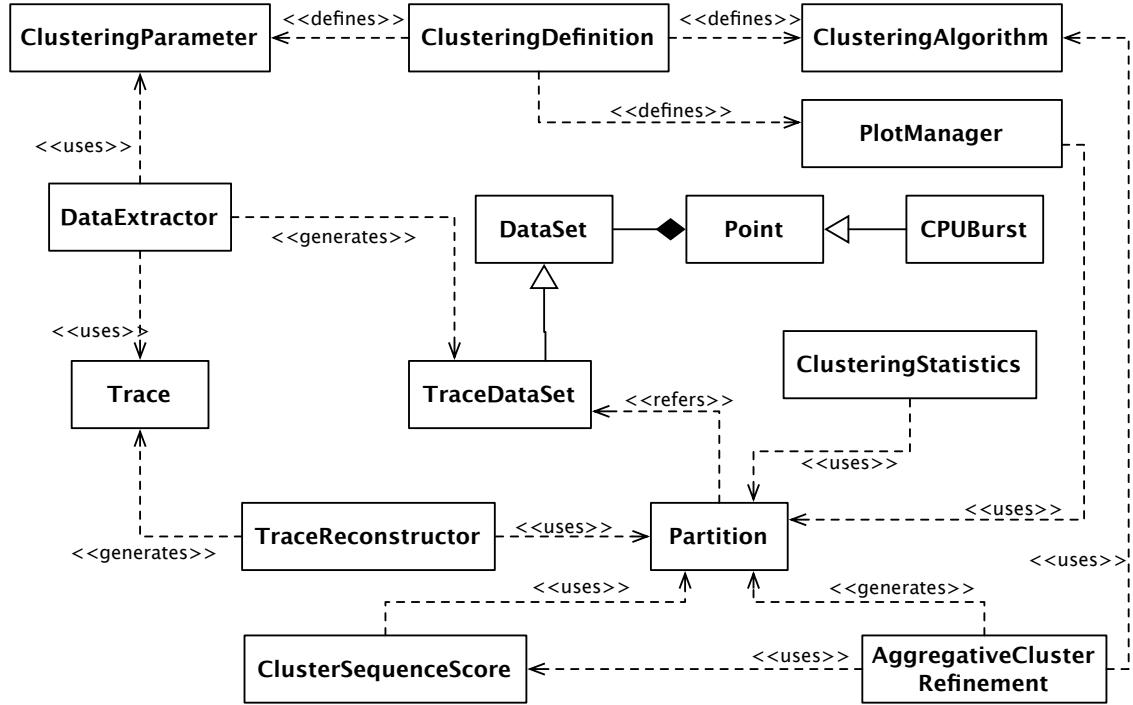 <<defines>>
<<defines>>
ClusteringParameter
ClusteringDefinition
ClusteringAlgorithm
<<defines>>
PlotManager
<<uses>>
DataExtractor
<<generates>>
DataSet
Point
CPUBurst
<<uses>>
Trace
TraceDataSet
<<refers>>
ClusteringStatistics
<<uses>>
<<uses>>
<<generates>>
TraceReconstructor
<<uses>>
Partition
<<uses>>
<<uses>>
<<generates>>
ClusterSequenceScore
<<uses>>
AggregativeCluster
Refinement